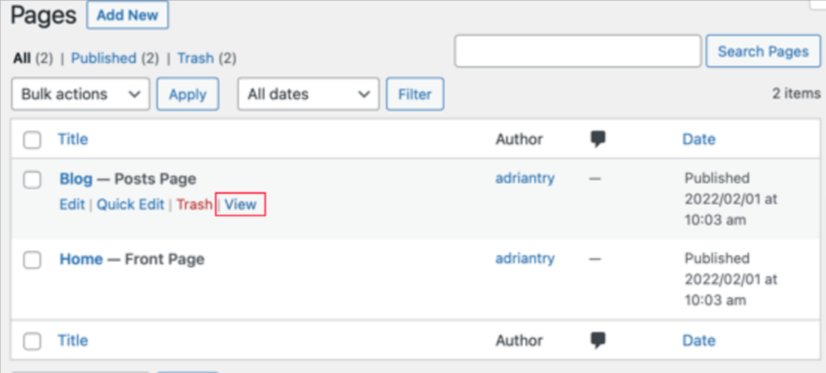 Pages Add New
All (2) | Published (2) | Trash (2)
Search Pages
Bulk actions Apply All dates Filter 2 items
Title Author Date
Blog — Posts Page adriantry — Published
Edit | Quick Edit | Trash | View 2022/02/01 at
10:03 am
Home — Front Page adriantry — Published
2022/02/01 at
10:03 am
Title Author Date